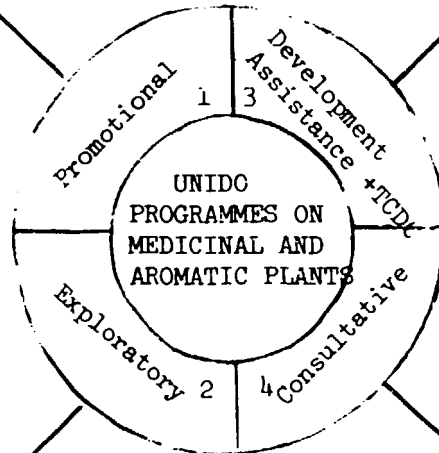 Promotional
1
3
Development
Assistance +TCDC
UNIDO
PROGRAMMES ON
MEDICINAL AND
AROMATIC PLANTS
Exploratory
2
4
Consultative